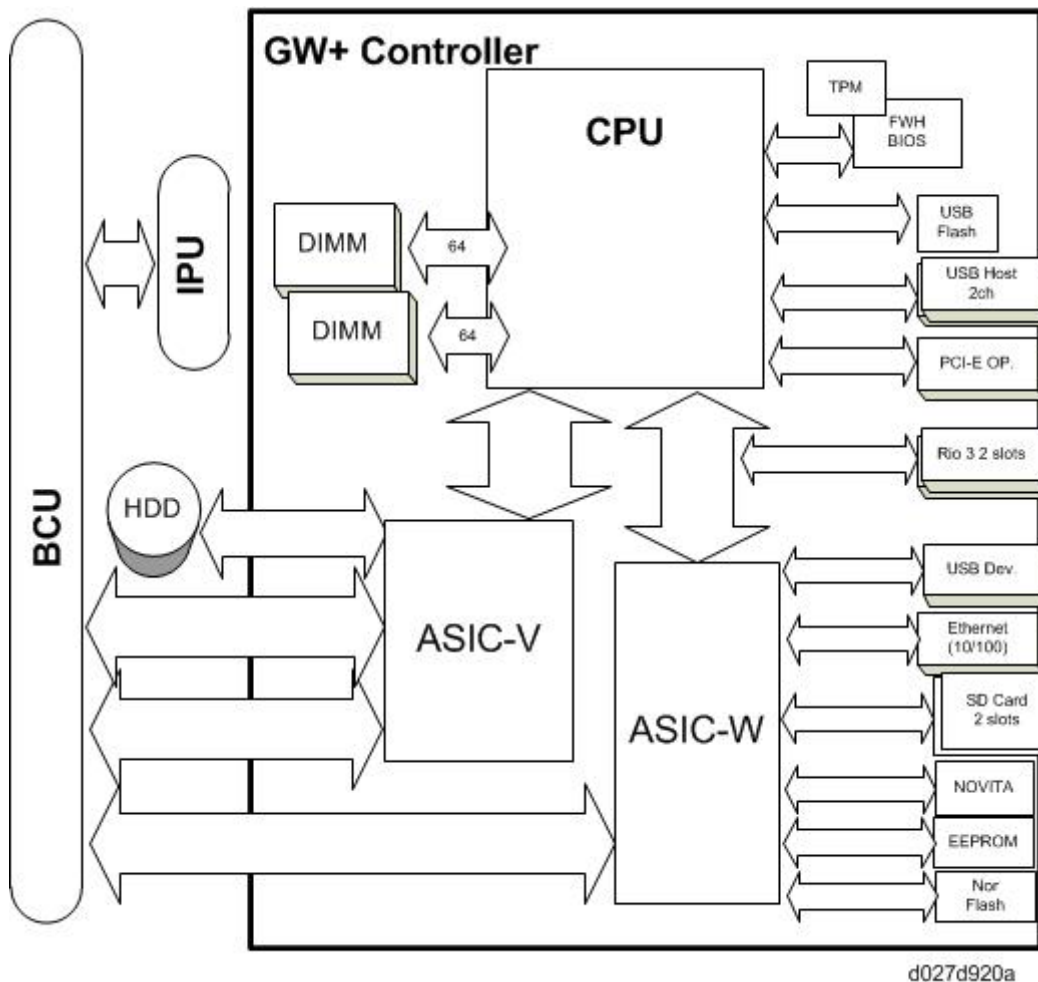 GW+ Controller
CPU
TPM
FWH
BIOS
USB
Flash
DIMM
64
USB Host
2ch
DIMM
64
PCI-E OP.
IPU
BCU
HDD
Rio 3 2 slots
USB Dev.
ASIC-V
Ethernet
(10/100)
ASIC-W
SD Card
2 slots
NOVITA
EEPROM
Nor
Flash
d027d920a